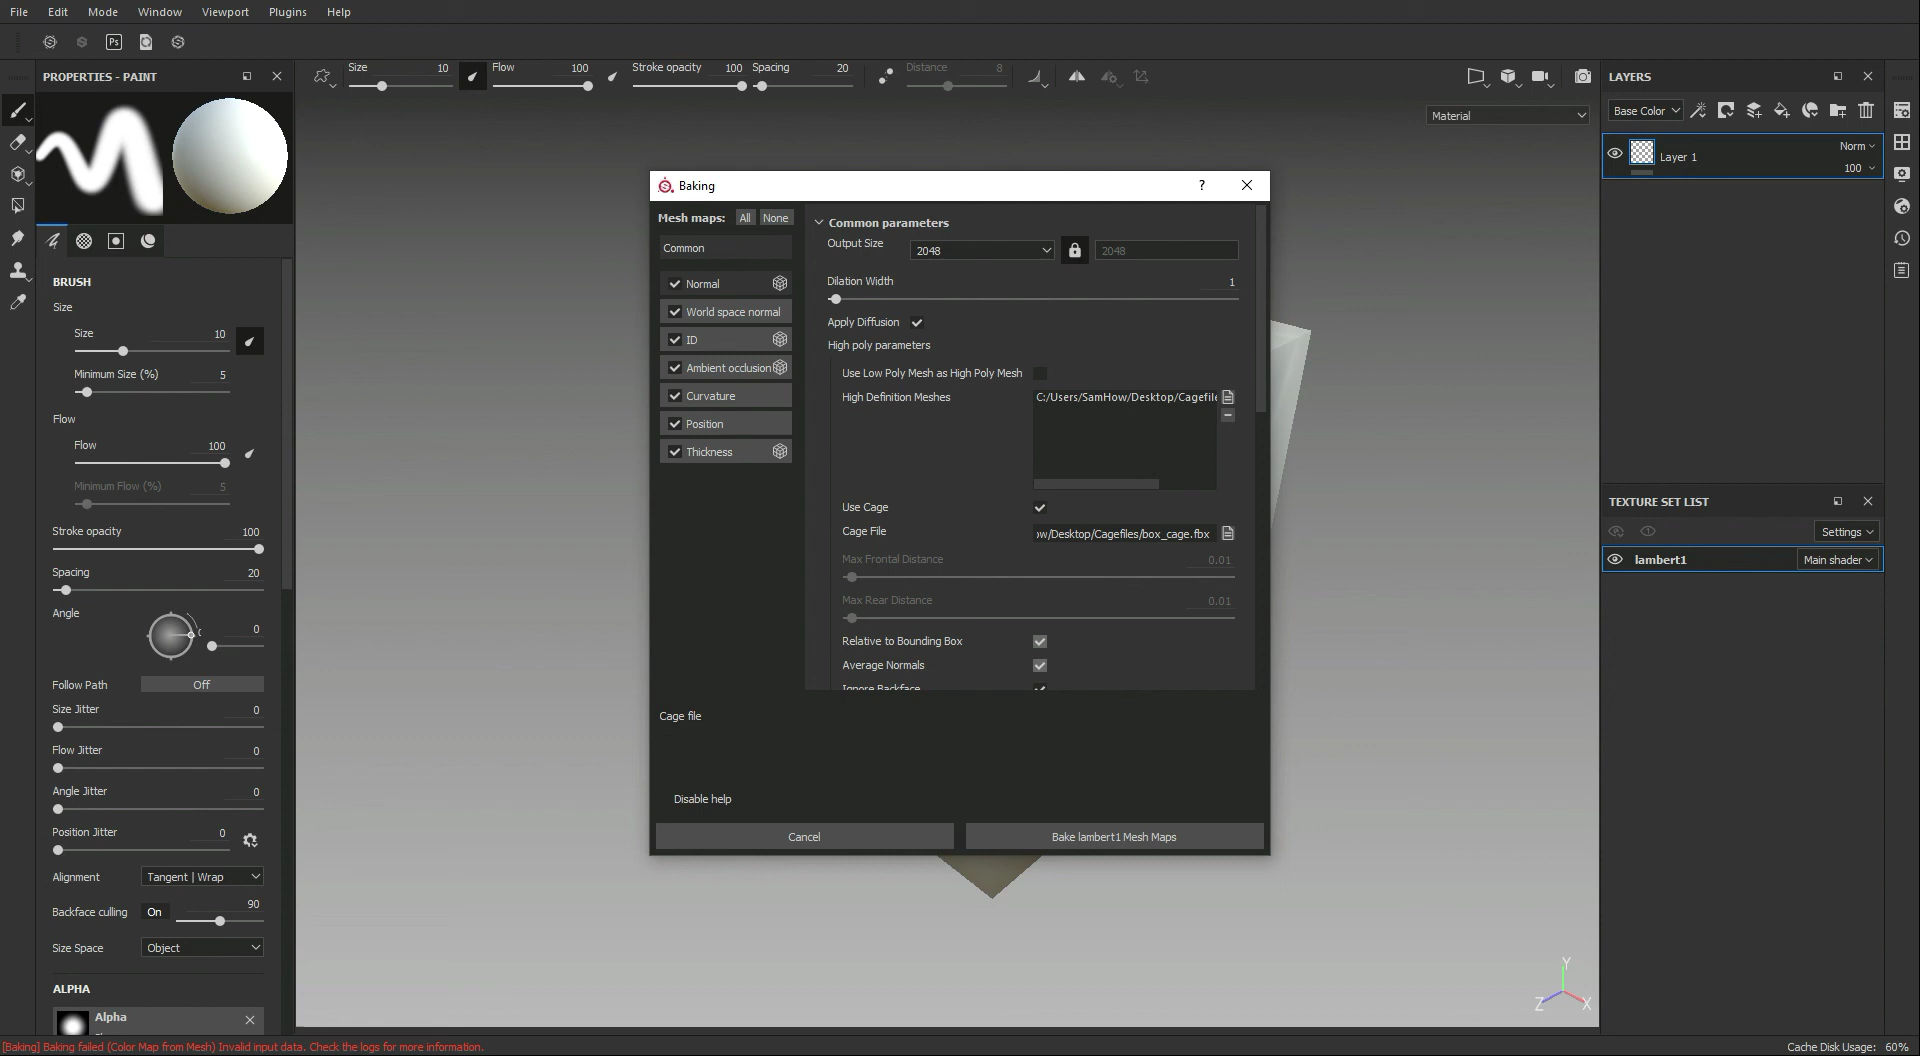 File Edit Mode Window Viewport Plugins Help
Ps
PROPERTIES - PAINT
Size 10 Flow 100 Stroke opacity 100 Spacing 20 Distance 8
Material
BRUSH
Size
Size 10
Minimum Size (%) 5
Flow
Flow 100
Minimum Flow (%) 5
Stroke opacity 100
Spacing 20
Angle
0
Follow Path Off
Size Jitter 0
Flow Jitter 0
Angle Jitter 0
Position Jitter 0
Alignment Tangent | Wrap
Backface culling On 90
Size Space Object
ALPHA
Alpha
Baking ?
Mesh maps: All None
Common
Normal
World space normal
ID
Ambient occlusion
Curvature
Position
Thickness
Common parameters
Output Size 2048 2048
Dilation Width 1
Apply Diffusion
High poly parameters
Use Low Poly Mesh as High Poly Mesh
High Definition Meshes C:/Users/SamHow/Desktop/Cagefile
Use Cage
Cage File ow/Desktop/Cagefiles/box_cage.fbx
Max Frontal Distance 0.01
Max Rear Distance 0.01
Relative to Bounding Box
Average Normals
Ignore Backface
Cage file
Disable help
Cancel Bake lambert1 Mesh Maps
Y
Z X
LAYERS
Base Color
Layer 1 Norm
100
TEXTURE SET LIST
Settings
lambert1 Main shader
[Baking] Baking failed (Color Map from Mesh) Invalid input data. Check the logs for more information.
Cache Disk Usage: 60%